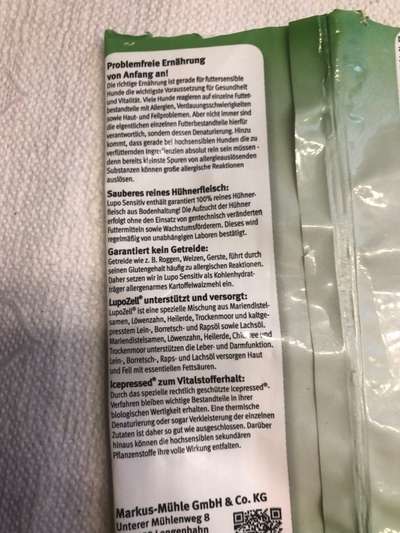 Problemfreie Ernährung
von Anfang an!
Die richtige Ernährung ist gerade für futtersensible
Hunde die wichtigste Voraussetzung für Gesundheit
und Vitalität. Viele Hunde reagieren auf einzelne Futter-
bestandteile mit Allergien, Verdauungsschwierigkeiten
sowie Haut- und Fellproblemen. Aber nicht immer sind
die eigentlichen einzelnen Futterbestandteile hierfür
verantwortlich, sondern dessen Denaturierung. Hinzu
kommt, dass gerade bei hochsensiblen Hunden die zu
verfütternden Ingredienzien absolut rein sein müssen -
denn bereits kleinste Spuren von allergieauslösenden
Substanzen können große allergische Reaktionen
auslösen.
Sauberes reines Hühnerfleisch:
Lupo Sensitiv enthält garantiert 100% reines Hühner-
fleisch aus Bodenhaltung! Die Aufzucht der Hühner
erfolgt ohne den Einsatz von gentechnisch veränderten
Futtermitteln sowie Wachstumsförderern. Dieses wird
regelmäßig von unabhängigen Laboren bestätigt.
Garantiert kein Getreide:
Getreide wie z. B. Roggen, Weizen, Gerste, führt durch
seinen Glutengehalt häufig zu allergischen Reaktionen.
Daher setzen wir in Lupo Sensitiv als Kohlenhydrat-
träger allergenarmes Kartoffelwalzmehl ein.
LupoZell® unterstützt und versorgt:
LupoZell® ist eine spezielle Mischung aus Mariendistel-
samen, Löwenzahn, Heilerde, Trockenmoor und kaltge-
presstem Lein-, Borretsch- und Rapsöl sowie Lachsöl.
Mariendistelsamen, Löwenzahn, Heilerde, Chicorée und
Trockenmoor unterstützen die Leber- und Darmfunktion.
Lein-, Borretsch-, Raps- und Lachsöl versorgen Haut
und Fell mit essentiellen Fettsäuren.
Icepressed® zum Vitalstofferhalt:
Durch das spezielle rechtlich geschützte icepressed®-
Verfahren bleiben wichtige Bestandteile in ihrer
biologischen Wertigkeit erhalten. Eine thermische
Denaturierung oder sogar Verkleisterung der einzelnen
Zutaten ist daher so gut wie ausgeschlossen. Darüber
hinaus können die hochsensiblen sekundären
Pflanzenstoffe ihre volle Wirkung entfalten.
Markus-Mühle GmbH & Co. KG
Unterer Mühlenweg 8
Langenhahn